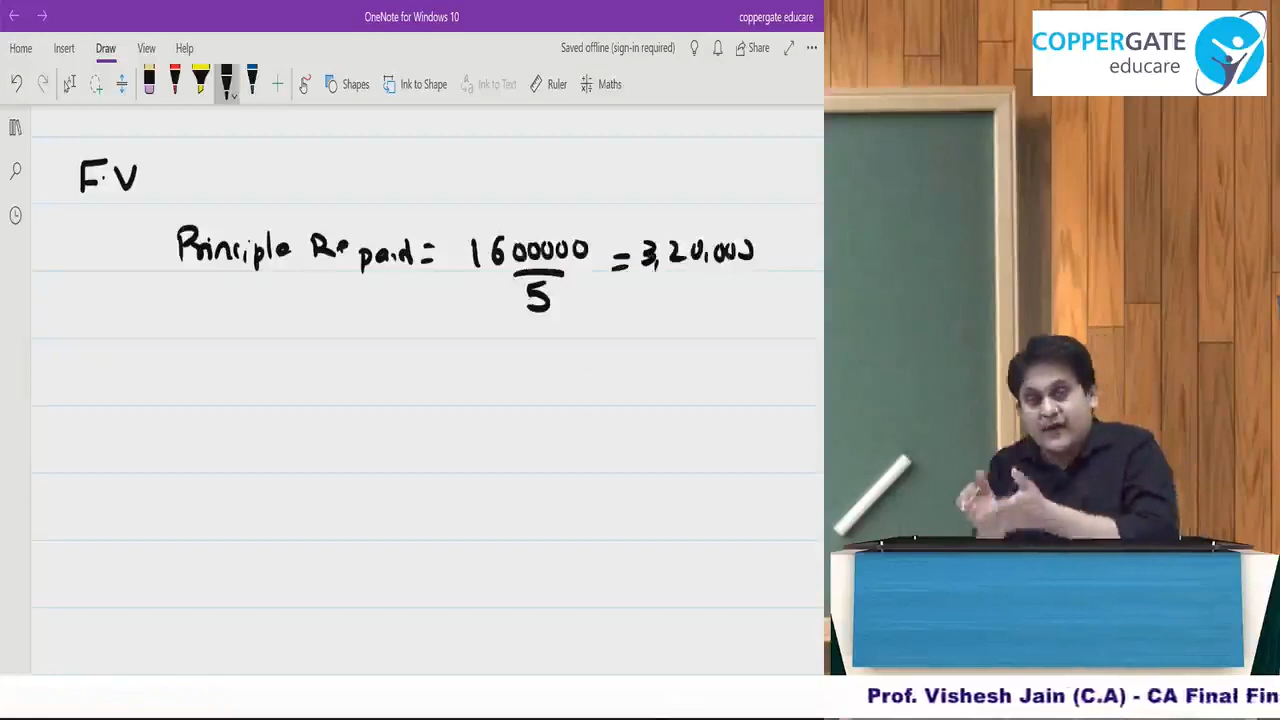 OneNote for Windows 10
coppergate educare
Home Insert Draw View Help
Saved offline (sign-in required) Share
Shapes Ink to Shape Ink to Text Ruler Maths
COPPERGATE
educare
F.V
Principle Repaid = 1600000 = 3,20,000
5
Prof. Vishesh Jain (C.A) - CA Final Fin